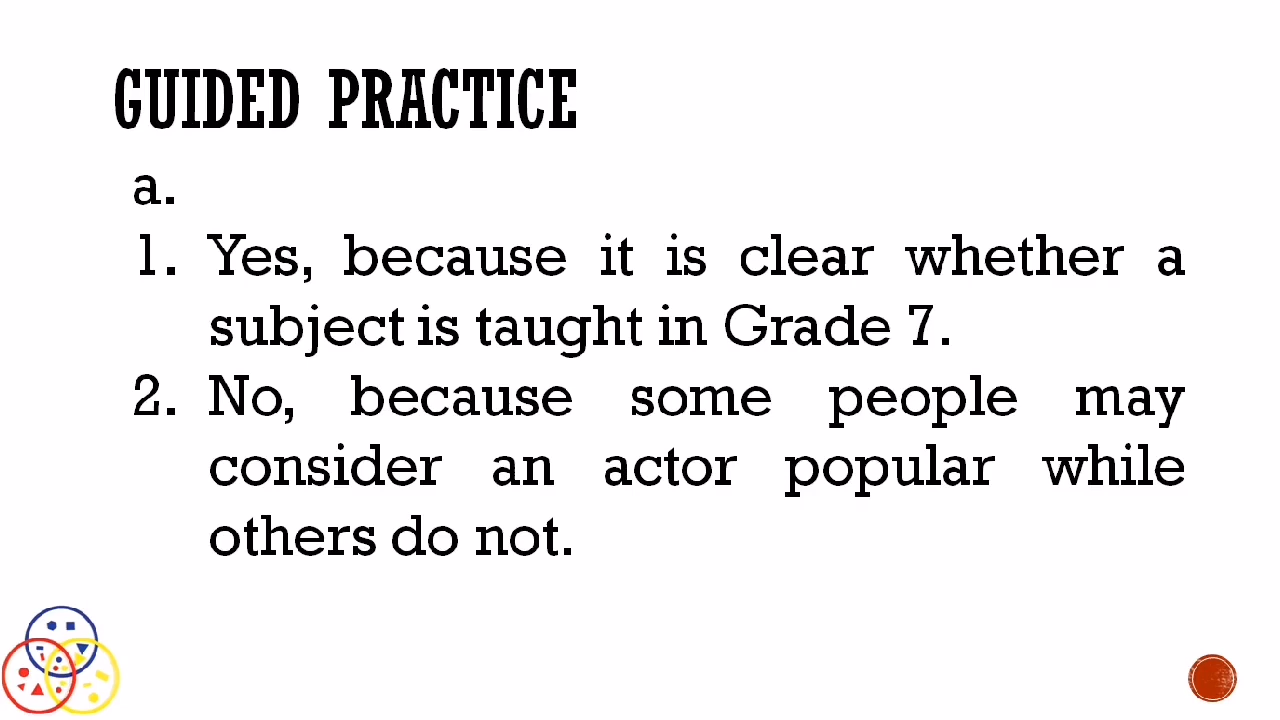 GUIDED PRACTICE
a.
1. Yes, because it is clear whether a
subject is taught in Grade 7.
2. No, because some people may
consider an actor popular while
others do not.